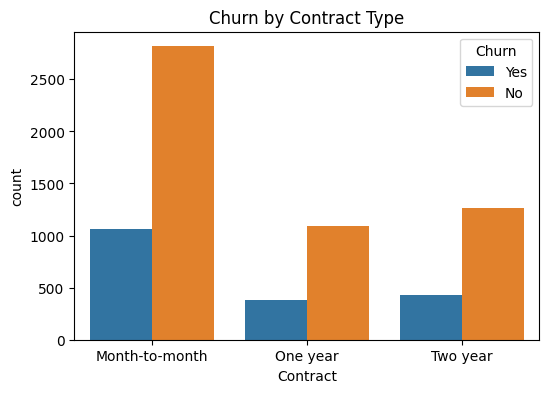 Churn by Contract Type
Churn
Yes
No
2500
2000
1500
1000
500
0
count
Month-to-month
One year
Two year
Contract